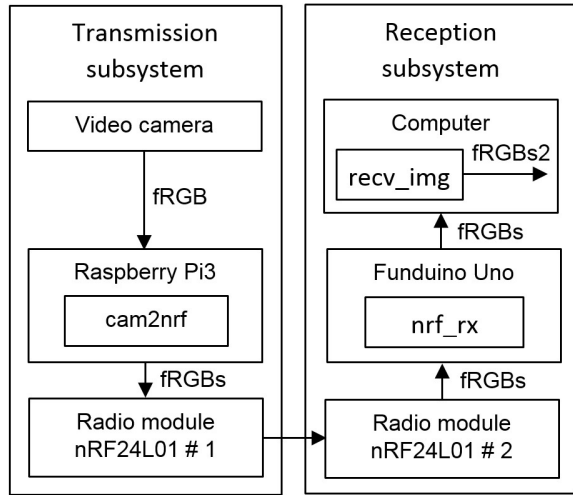 Transmission
subsystem
Video camera
fRGB
Raspberry Pi3
cam2nrf
fRGBs
Radio module
nRF24L01 # 1
Reception
subsystem
Computer
fRGBs2
recv_img
fRGBs
Funduino Uno
nrf_rx
fRGBs
Radio module
nRF24L01 # 2